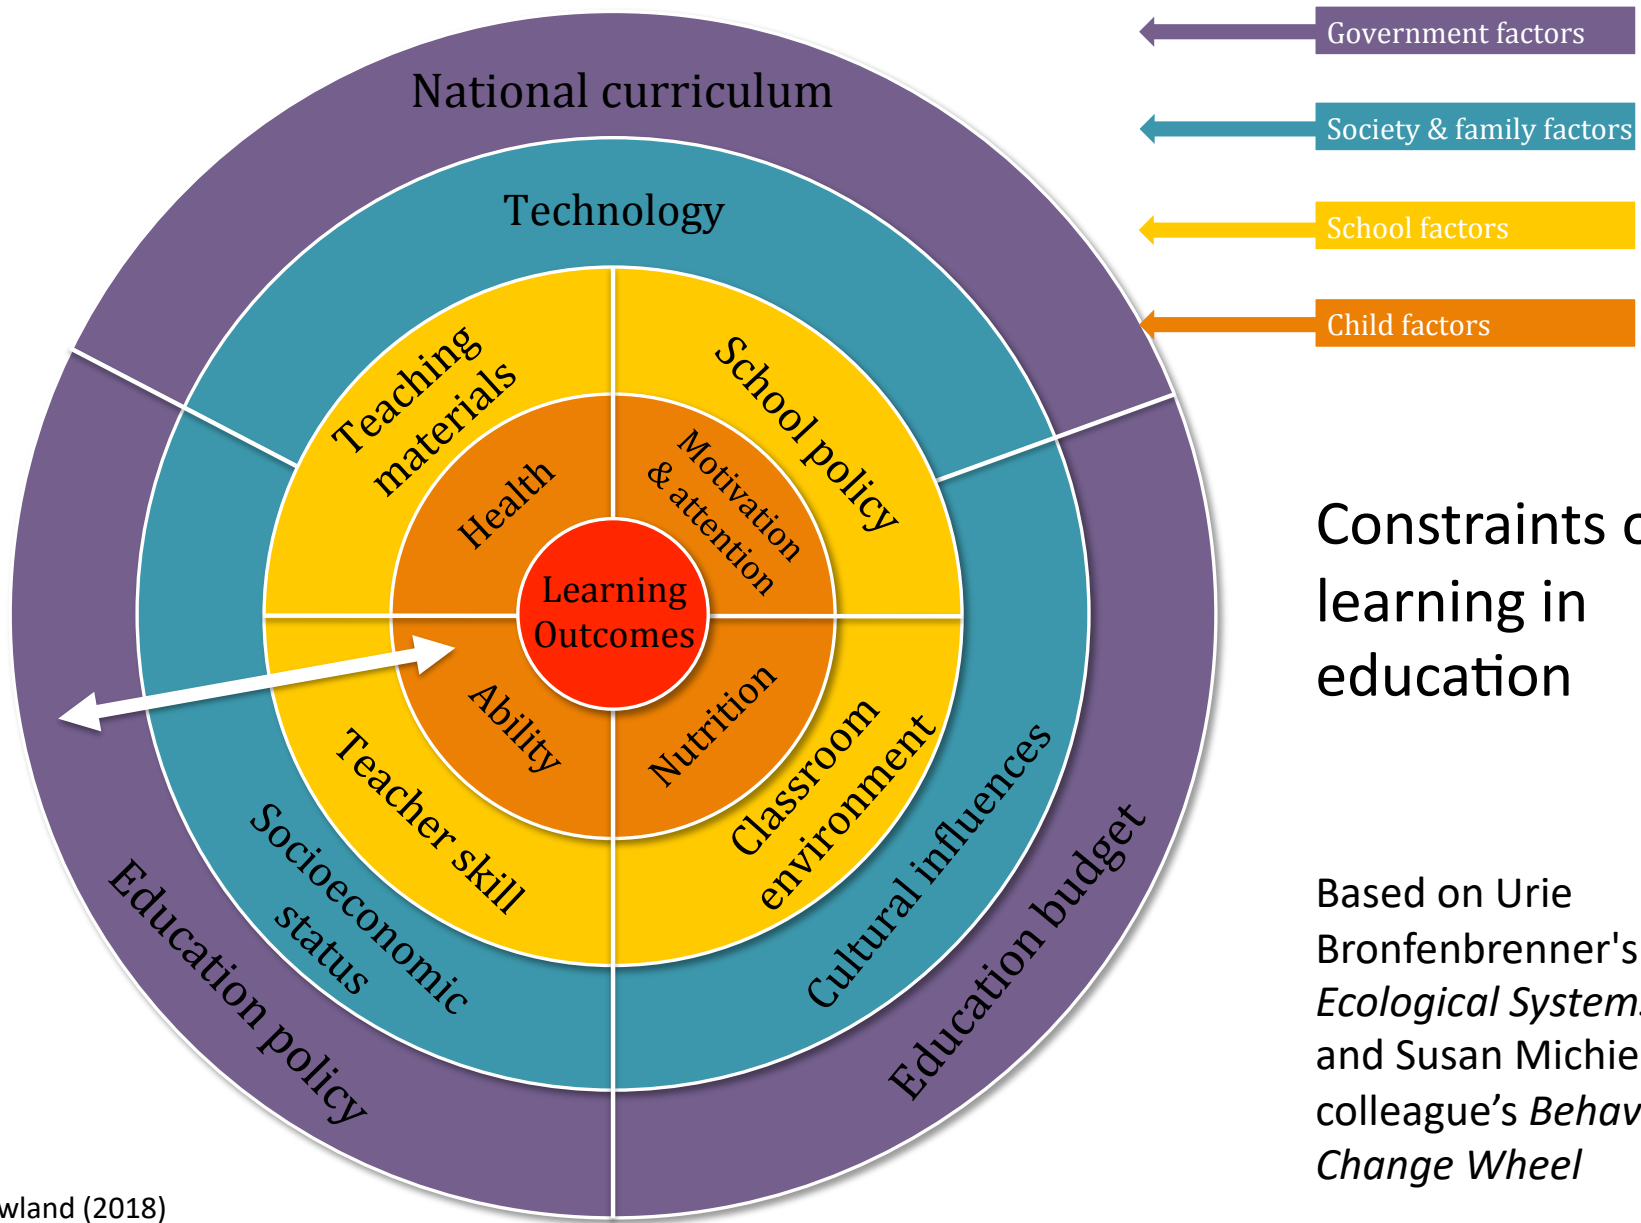 National curriculum
Technology
Teaching
materials
School policy
Health
Motivation
& attention
Learning
Outcomes
Ability
Nutrition
Teacher skill
Classroom
environment
Socioeconomic
status
Cultural influences
Education policy
Education budget
Government factors
Society & family factors
School factors
Child factors
Constraints
learning in
education
Based on Urie
Bronfenbrenner's
Ecological
and Susan Michie
colleague’s
Change Wheel
(2018)